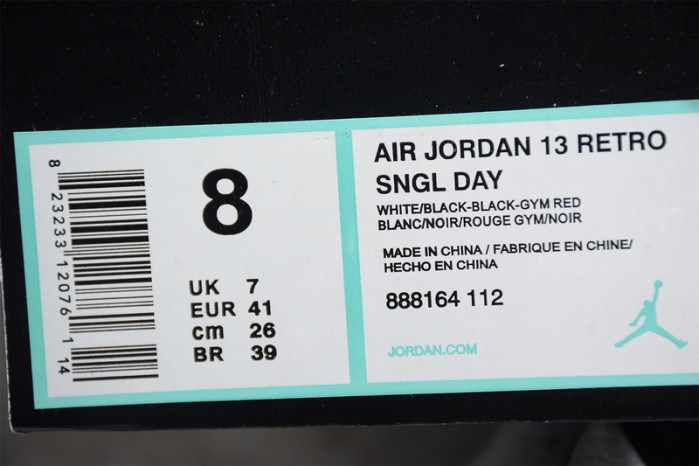 8 23233 12076 1 14
8
UK 7
EUR 41
cm 26
BR 39
AIR JORDAN 13 RETRO
SNGL DAY
WHITE/BLACK-BLACK-GYM RED
BLANC/NOIR/ROUGE GYM/NOIR
MADE IN CHINA / FABRIQUE EN CHINE/
HECHO EN CHINA
888164 112
JORDAN.COM